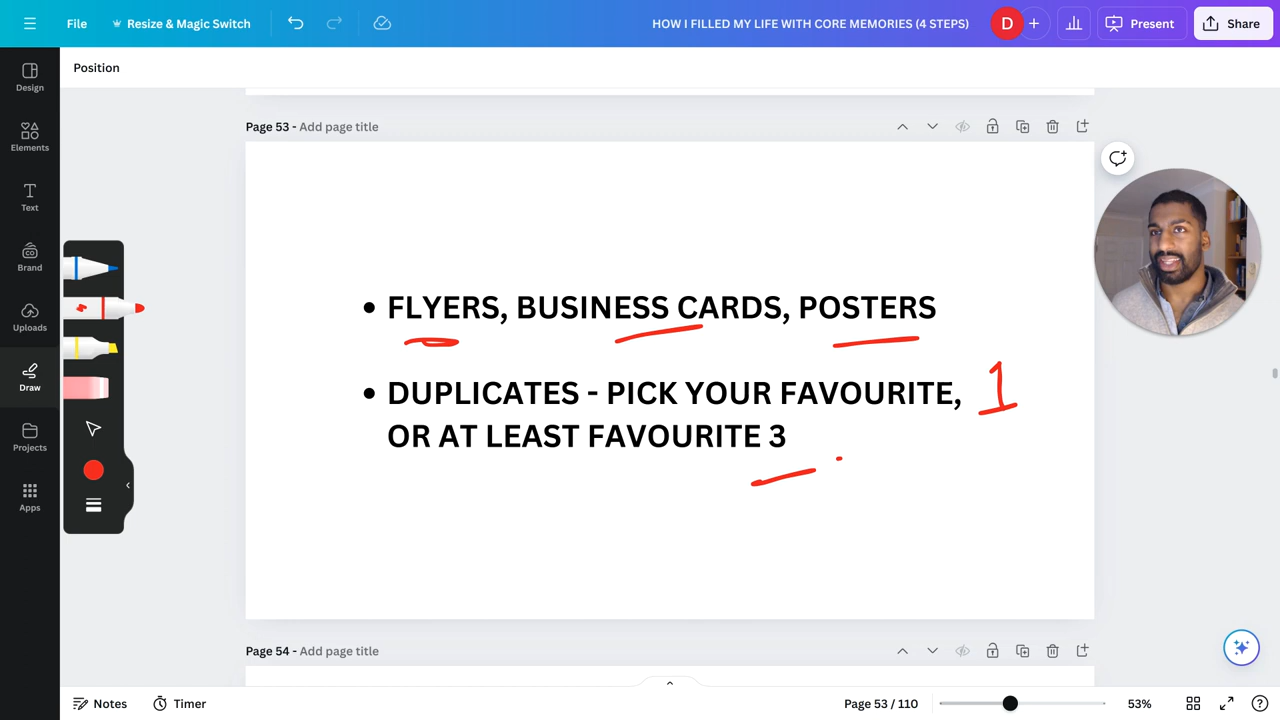 File
Resize & Magic Switch
HOW I FILLED MY LIFE WITH CORE MEMORIES (4 STEPS)
D
Present
Share
Design
Elements
Text
Brand
Uploads
Draw
Projects
Apps
Position
Page 53 - Add page title
• FLYERS, BUSINESS CARDS, POSTERS
• DUPLICATES - PICK YOUR FAVOURITE, 1
OR AT LEAST FAVOURITE 3
Page 54 - Add page title
Notes
Timer
Page 53 / 110
53%